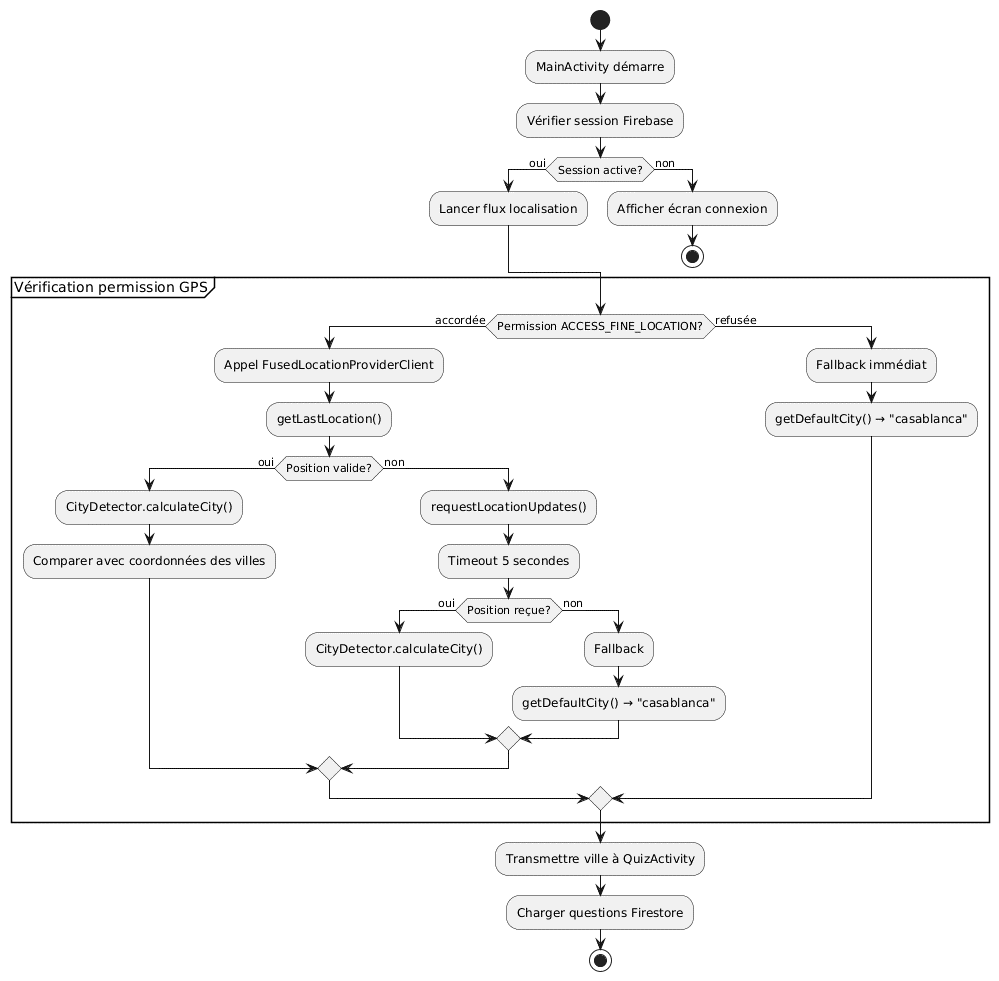 MainActivity démarre
Vérifier session Firebase
oui
Session active?
non
Lancer flux localisation
Afficher écran connexion
Vérification permission GPS
accordée
Permission ACCESS_FINE_LOCATION?
refusée
Appel FusedLocationProviderClient
Fallback immédiat
getLastLocation()
getDefaultCity() → "casablanca"
oui
Position valide?
non
CityDetector.calculateCity()
requestLocationUpdates()
Comparer avec coordonnées des villes
Timeout 5 secondes
oui
Position reçue?
non
CityDetector.calculateCity()
Fallback
getDefaultCity() → "casablanca"
Transmettre ville à QuizActivity
Charger questions Firestore